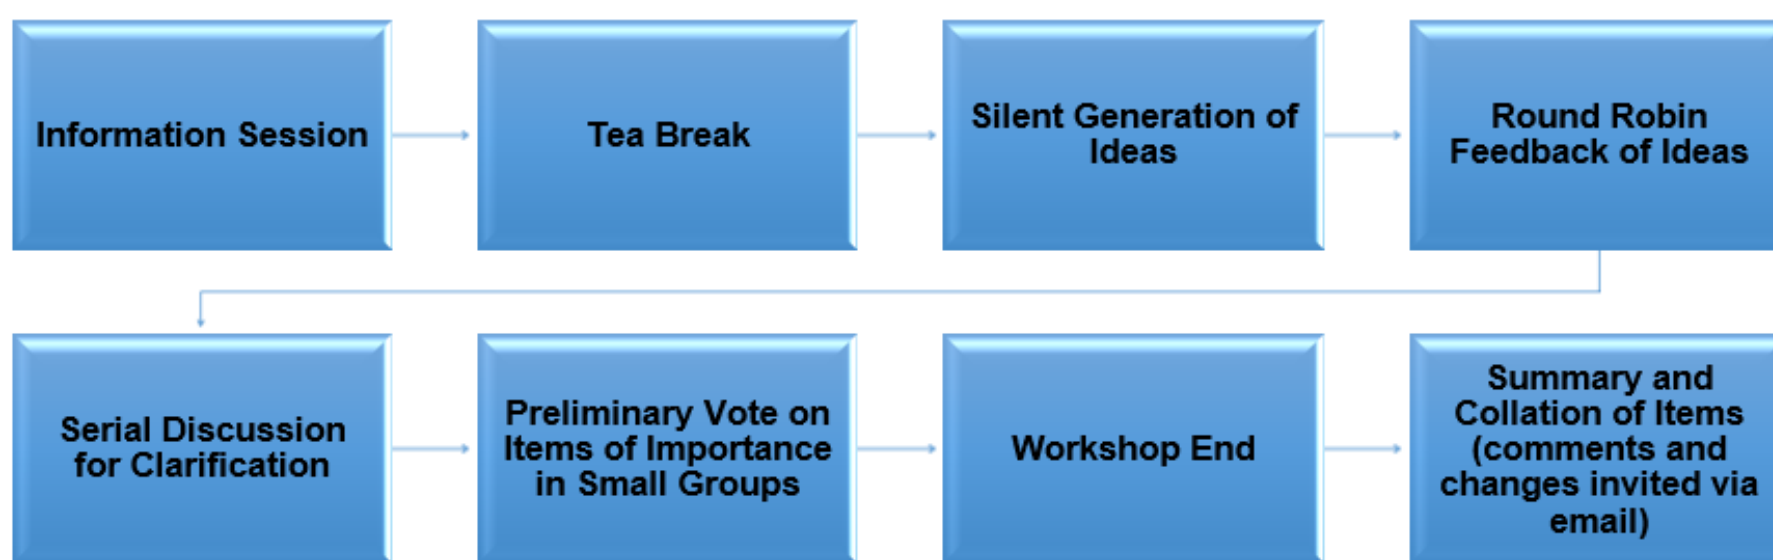 Information Session
Tea Break
Silent Generation of
Ideas
Round Robin
Feedback of Ideas
Serial Discussion
for Clarification
Preliminary Vote on
Items of Importance
in Small Groups
Workshop End
Summary and
Collation of Items
(comments and
changes invited via
email)